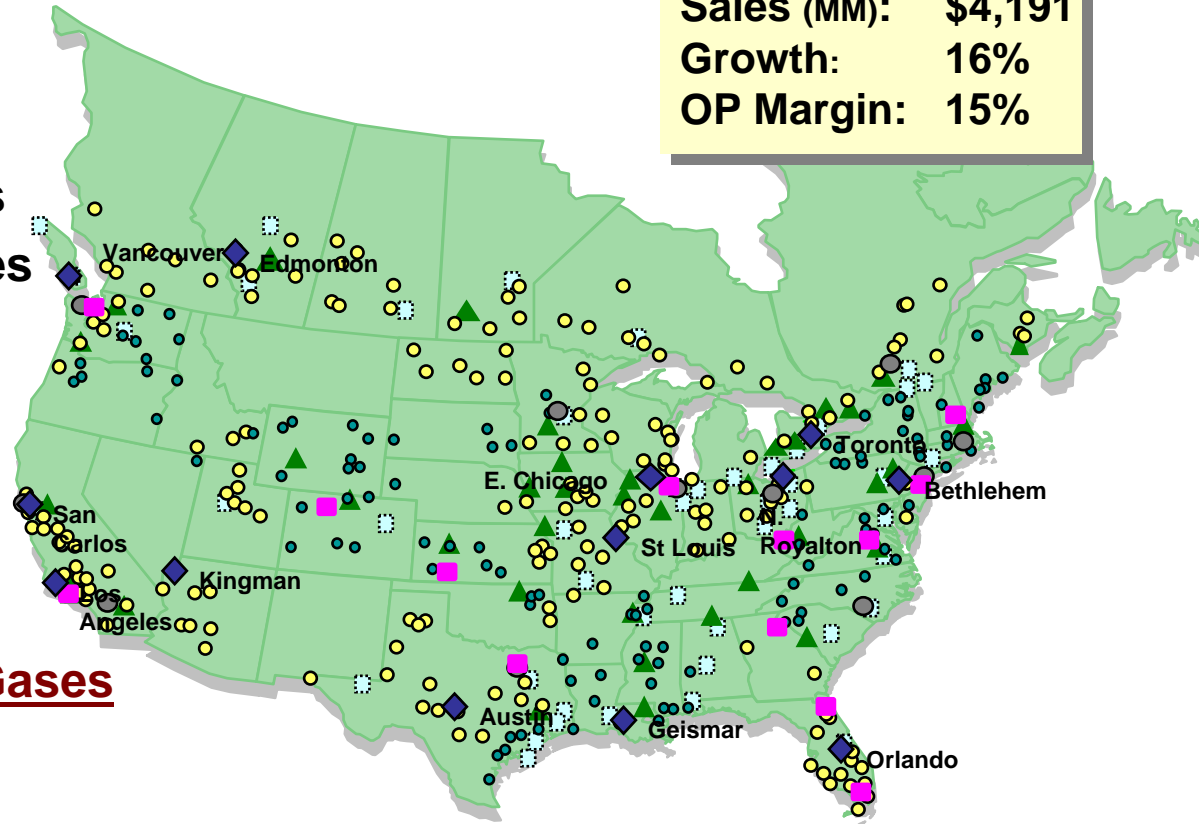 Sales (MM): $4,191
Growth: 16%
OP Margin: 15%
s
es
Vancouver
Edmonton
Toronto
E. Chicago
Bethlehem
San
Carlos
St Louis
N.
Royalton
Kingman
Los
Angeles
Gases
Austin
Geismar
Orlando